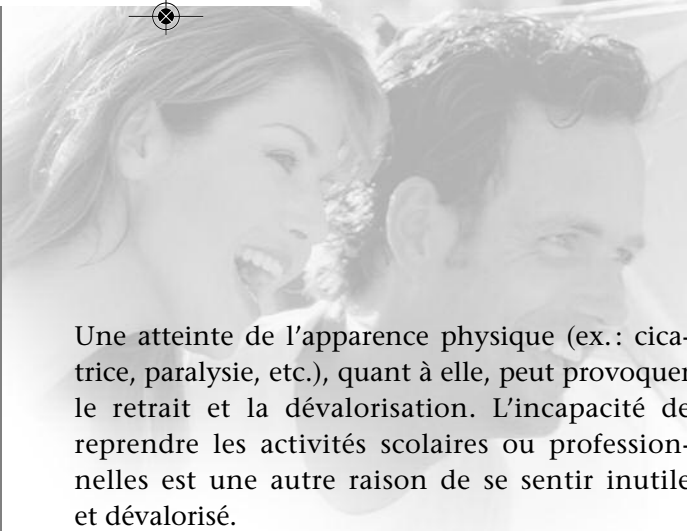 Une atteinte de l’apparence physique (ex.: cica-
trice, paralysie, etc.), quant à elle, peut provoquer
le retrait et la dévalorisation. L’incapacité de
reprendre les activités scolaires ou profession-
nelles est une autre raison de se sentir inutile
et dévalorisé.